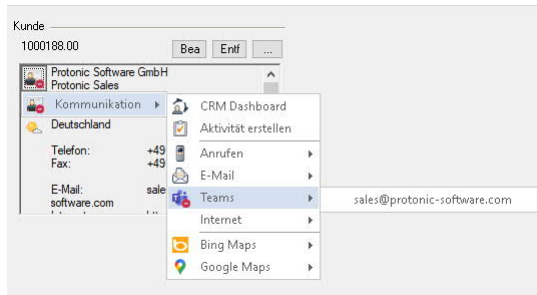 Kunde
1000188.00
Bea
Entf
...
Protonic Software GmbH
Protonic Sales
Kommunikation
Deutschland
Telefon: +49
Fax: +49
E-Mail: sale
software.com
CRM Dashboard
Aktivität erstellen
Anrufen
E-Mail
Teams
Internet
Bing Maps
Google Maps
sales@protonic-software.com